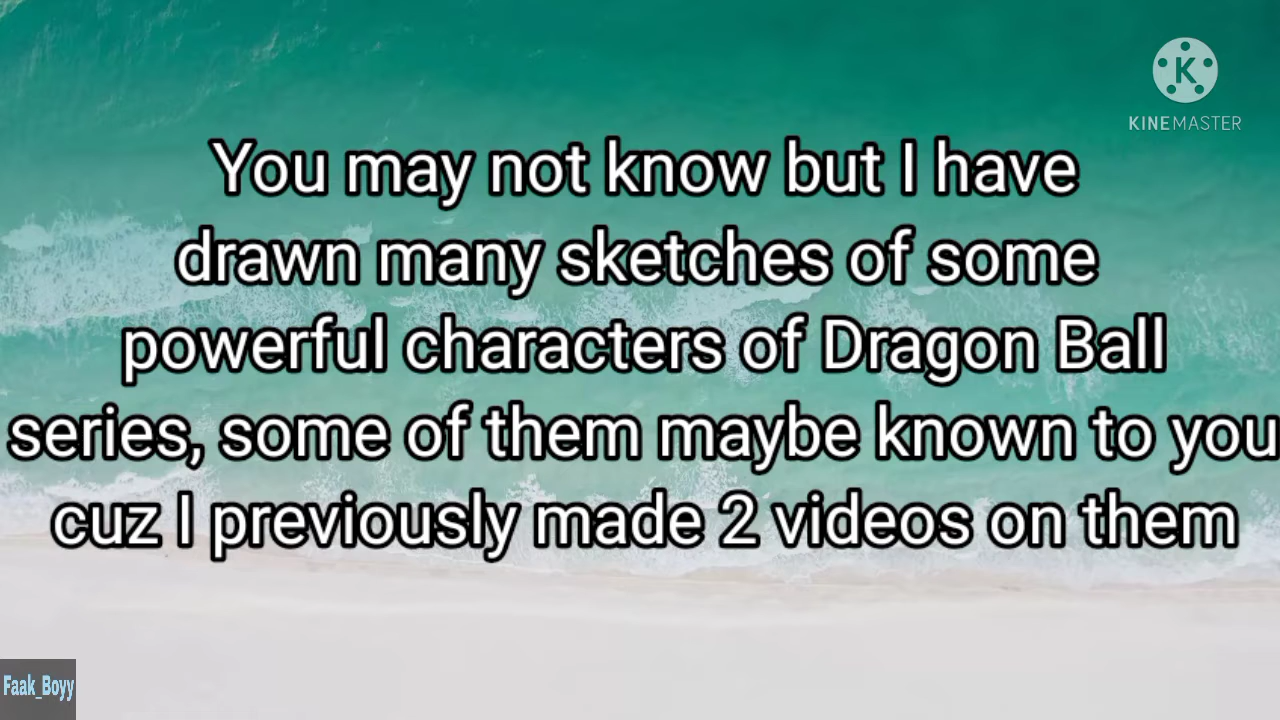 K
KINEMASTER
You may not know but I have
drawn many sketches of some
powerful characters of Dragon Ball
series, some of them maybe known to you
cuz I previously made 2 videos on them
Faak_Boyy